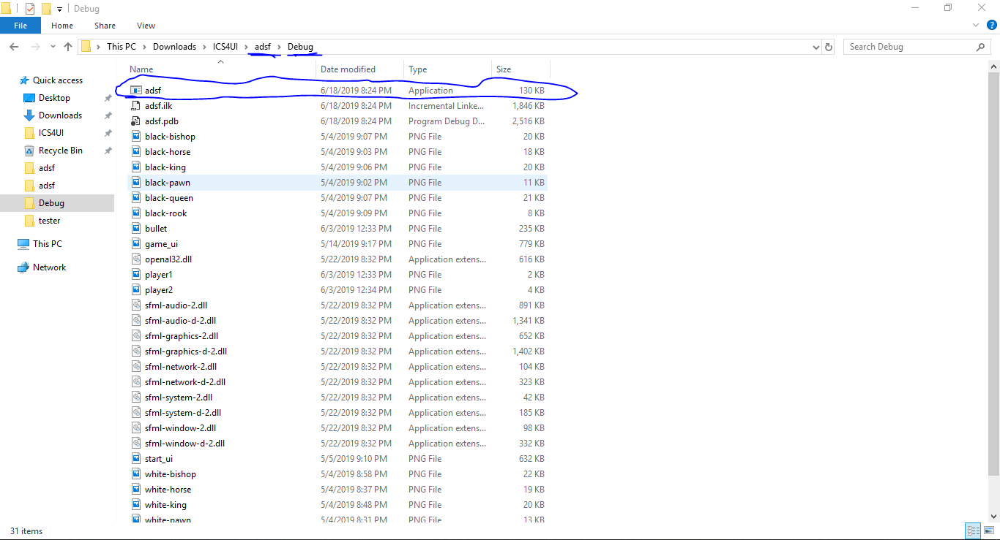 Debug
File Home Share View
This PC Downloads ICS4UI adsf Debug Search Debug
Name Date modified Type Size
Quick access
Desktop
Downloads
ICS4UI
Recycle Bin
adsf
adsf
Debug
tester
This PC
Network
adsf 6/18/2019 8:24 PM Application 130 KB
adsf.ilk 6/18/2019 8:24 PM Incremental Linke... 1,846 KB
adsf.pdb 6/18/2019 8:24 PM Program Debug D... 2,516 KB
black-bishop 5/4/2019 9:07 PM PNG File 20 KB
black-horse 5/4/2019 9:03 PM PNG File 18 KB
black-king 5/4/2019 9:06 PM PNG File 20 KB
black-pawn 5/4/2019 9:02 PM PNG File 11 KB
black-queen 5/4/2019 9:07 PM PNG File 21 KB
black-rook 5/4/2019 9:09 PM PNG File 8 KB
bullet 6/3/2019 12:33 PM PNG File 235 KB
game_ui 5/14/2019 9:17 PM PNG File 779 KB
openal32.dll 5/22/2019 8:32 PM Application extens... 616 KB
player1 6/3/2019 12:33 PM PNG File 2 KB
player2 6/3/2019 12:34 PM PNG File 4 KB
sfml-audio-2.dll 5/22/2019 8:32 PM Application extens... 891 KB
sfml-audio-d-2.dll 5/22/2019 8:32 PM Application extens... 1,341 KB
sfml-graphics-2.dll 5/22/2019 8:32 PM Application extens... 652 KB
sfml-graphics-d-2.dll 5/22/2019 8:32 PM Application extens... 1,402 KB
sfml-network-2.dll 5/22/2019 8:32 PM Application extens... 104 KB
sfml-network-d-2.dll 5/22/2019 8:32 PM Application extens... 323 KB
sfml-system-2.dll 5/22/2019 8:32 PM Application extens... 42 KB
sfml-system-d-2.dll 5/22/2019 8:32 PM Application extens... 185 KB
sfml-window-2.dll 5/22/2019 8:32 PM Application extens... 98 KB
sfml-window-d-2.dll 5/22/2019 8:32 PM Application extens... 332 KB
start_ui 5/5/2019 9:10 PM PNG File 632 KB
white-bishop 5/4/2019 8:58 PM PNG File 22 KB
white-horse 5/4/2019 8:37 PM PNG File 19 KB
white-king 5/4/2019 8:48 PM PNG File 20 KB
white-pawn 5/4/2019 8:31 PM PNG File 13 KB
31 items